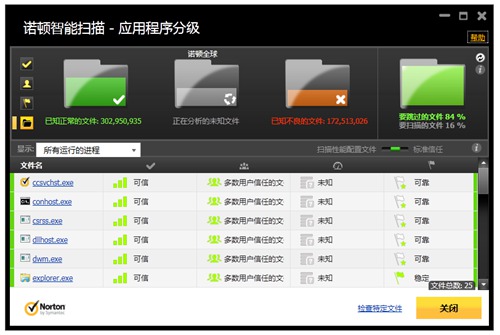 诺顿智能扫描 - 应用程序分级
帮助
诺顿全球
已知正常的文件: 302,950,935
正在分析的未知文件
已知不良的文件: 172,513,026
要跳过的文件 84 %
要扫描的文件 16 %
显示: 所有运行的进程
扫描性能配置文件 标准信任
文件名
ccsvchst.exe 可信 多数用户信任的文 未知 可靠
conhost.exe 可信 多数用户信任的文 未知 可靠
csrss.exe 可信 多数用户信任的文 未知 可靠
dllhost.exe 可信 多数用户信任的文 未知 可靠
dwm.exe 可信 多数用户信任的文 未知 可靠
explorer.exe 可信 多数用户信任的文 未知 稳定
文件总数: 25
Norton
by Symantec
检查特定文件
关闭